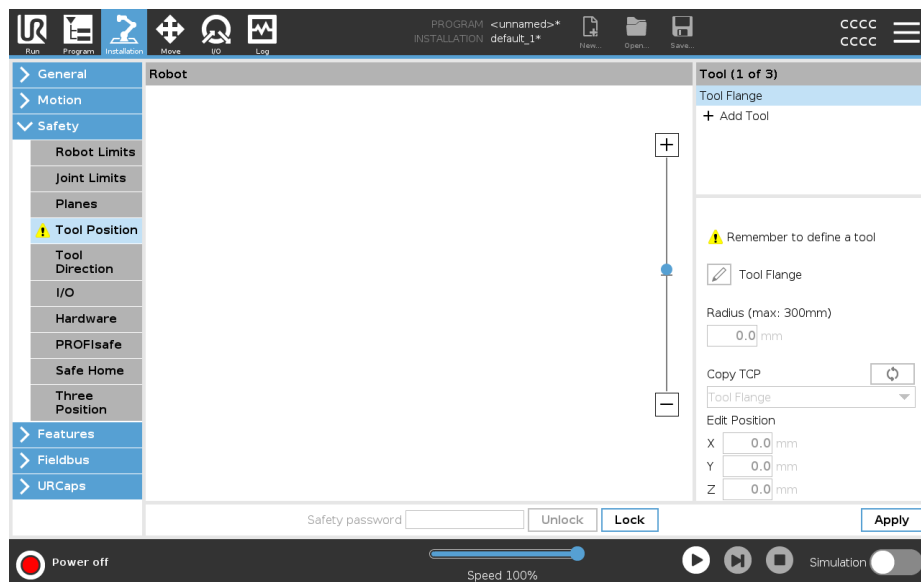 PROGRAM <unnamed>*
INSTALLATION default_1*
CCCC
CCCC
Run
Program
Installation
Move
I/O
Log
New...
Open...
Save...
General
Motion
Safety
Robot Limits
Joint Limits
Planes
Tool Position
Tool
Direction
I/O
Hardware
PROFIsafe
Safe Home
Three
Position
Features
Fieldbus
URCaps
Robot
+
−
Tool (1 of 3)
Tool Flange
+ Add Tool
Remember to define a tool
Tool Flange
Radius (max: 300mm)
0.0 mm
Copy TCP
Tool Flange
Edit Position
X 0.0 mm
Y 0.0 mm
Z 0.0 mm
Safety password
Unlock
Lock
Apply
Power off
Speed 100%
Simulation